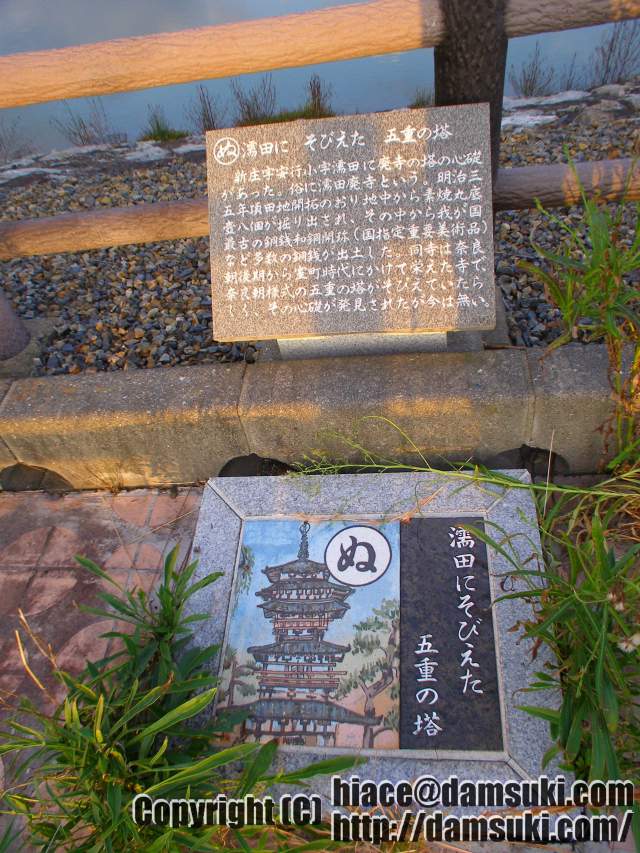 ぬ 濡田に そびえた 五重の塔
新庄字安行小字濡田に廃寺の塔の心礎
があった。俗に濡田廃寺という。明治三
五年頃田地開拓のおり地中から素焼丸座
壺八個が掘り出され、その中から我が国
最古の銅銭和銅開珎(国指定重要美術品)
など多数の銅銭が出土した。同寺は奈良
朝後期から室町時代にかけて栄えた寺で、
奈良朝様式の五重の塔がそびえていたら
しく、その心礎が発見されたが今は無い。
ぬ
濡田にそびえた
五重の塔
Copyright (C) hiace@damsuki.com
http://damsuki.com/